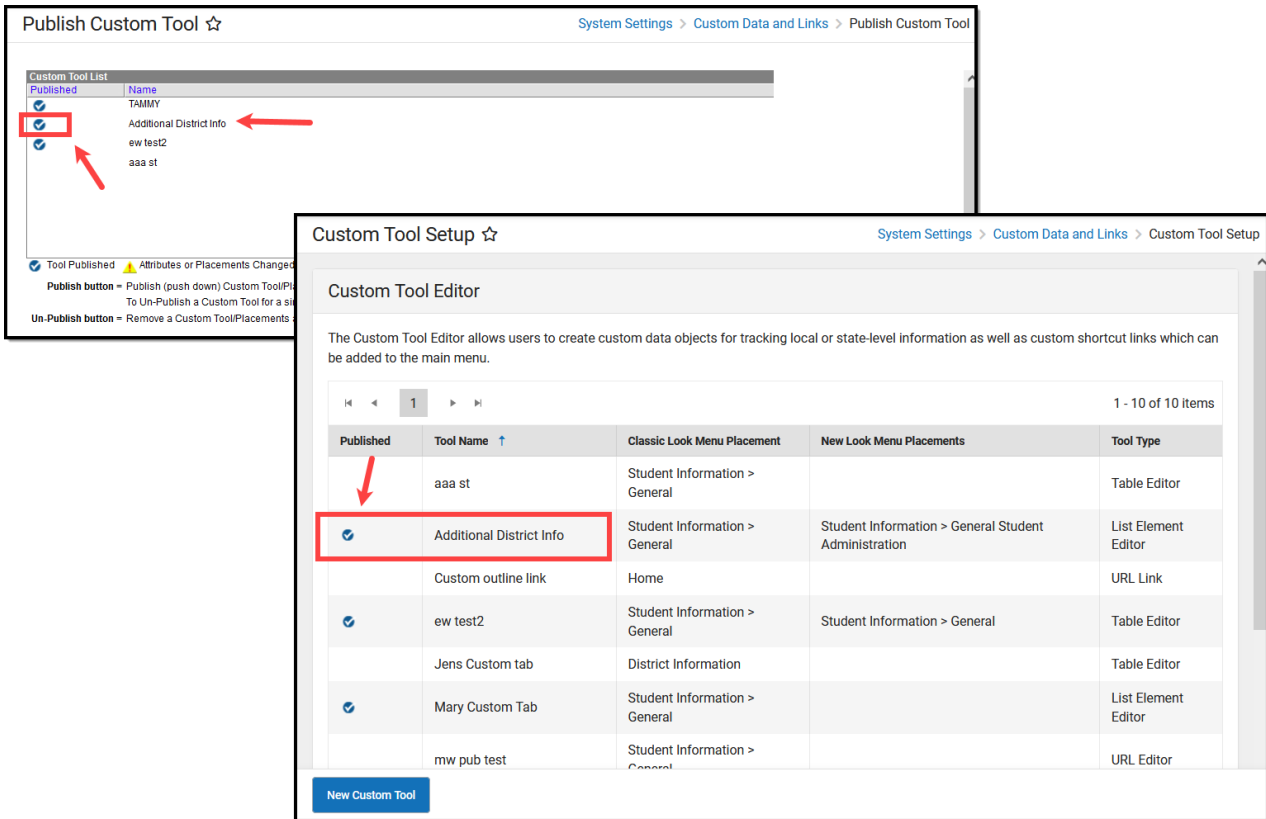 Publish Custom Tool
System Settings > Custom Data and Links > Publish Custom Tool
Custom Tool List
Published Name
TAMMY
Additional District Info
ew test2
aaa st
Tool Published Attributes or Placements Changed
Publish button = Publish (push down) Custom Tool/Pl
To Un-Publish a Custom Tool for a si
Un-Publish button = Remove a Custom Tool/Placements
Custom Tool Setup
System Settings > Custom Data and Links > Custom Tool Setup
Custom Tool Editor
The Custom Tool Editor allows users to create custom data objects for tracking local or state-level information as well as custom shortcut links which can
be added to the main menu.
1
1 - 10 of 10 items
Published Tool Name ↑ Classic Look Menu Placement New Look Menu Placements Tool Type
aaa st Student Information > General Table Editor
Additional District Info Student Information > General Student Information > General Student Administration List Element Editor
Custom outline link Home URL Link
ew test2 Student Information > General Student Information > General Table Editor
Jens Custom tab District Information Table Editor
Mary Custom Tab Student Information > General List Element Editor
mw pub test Student Information > General URL Editor
New Custom Tool